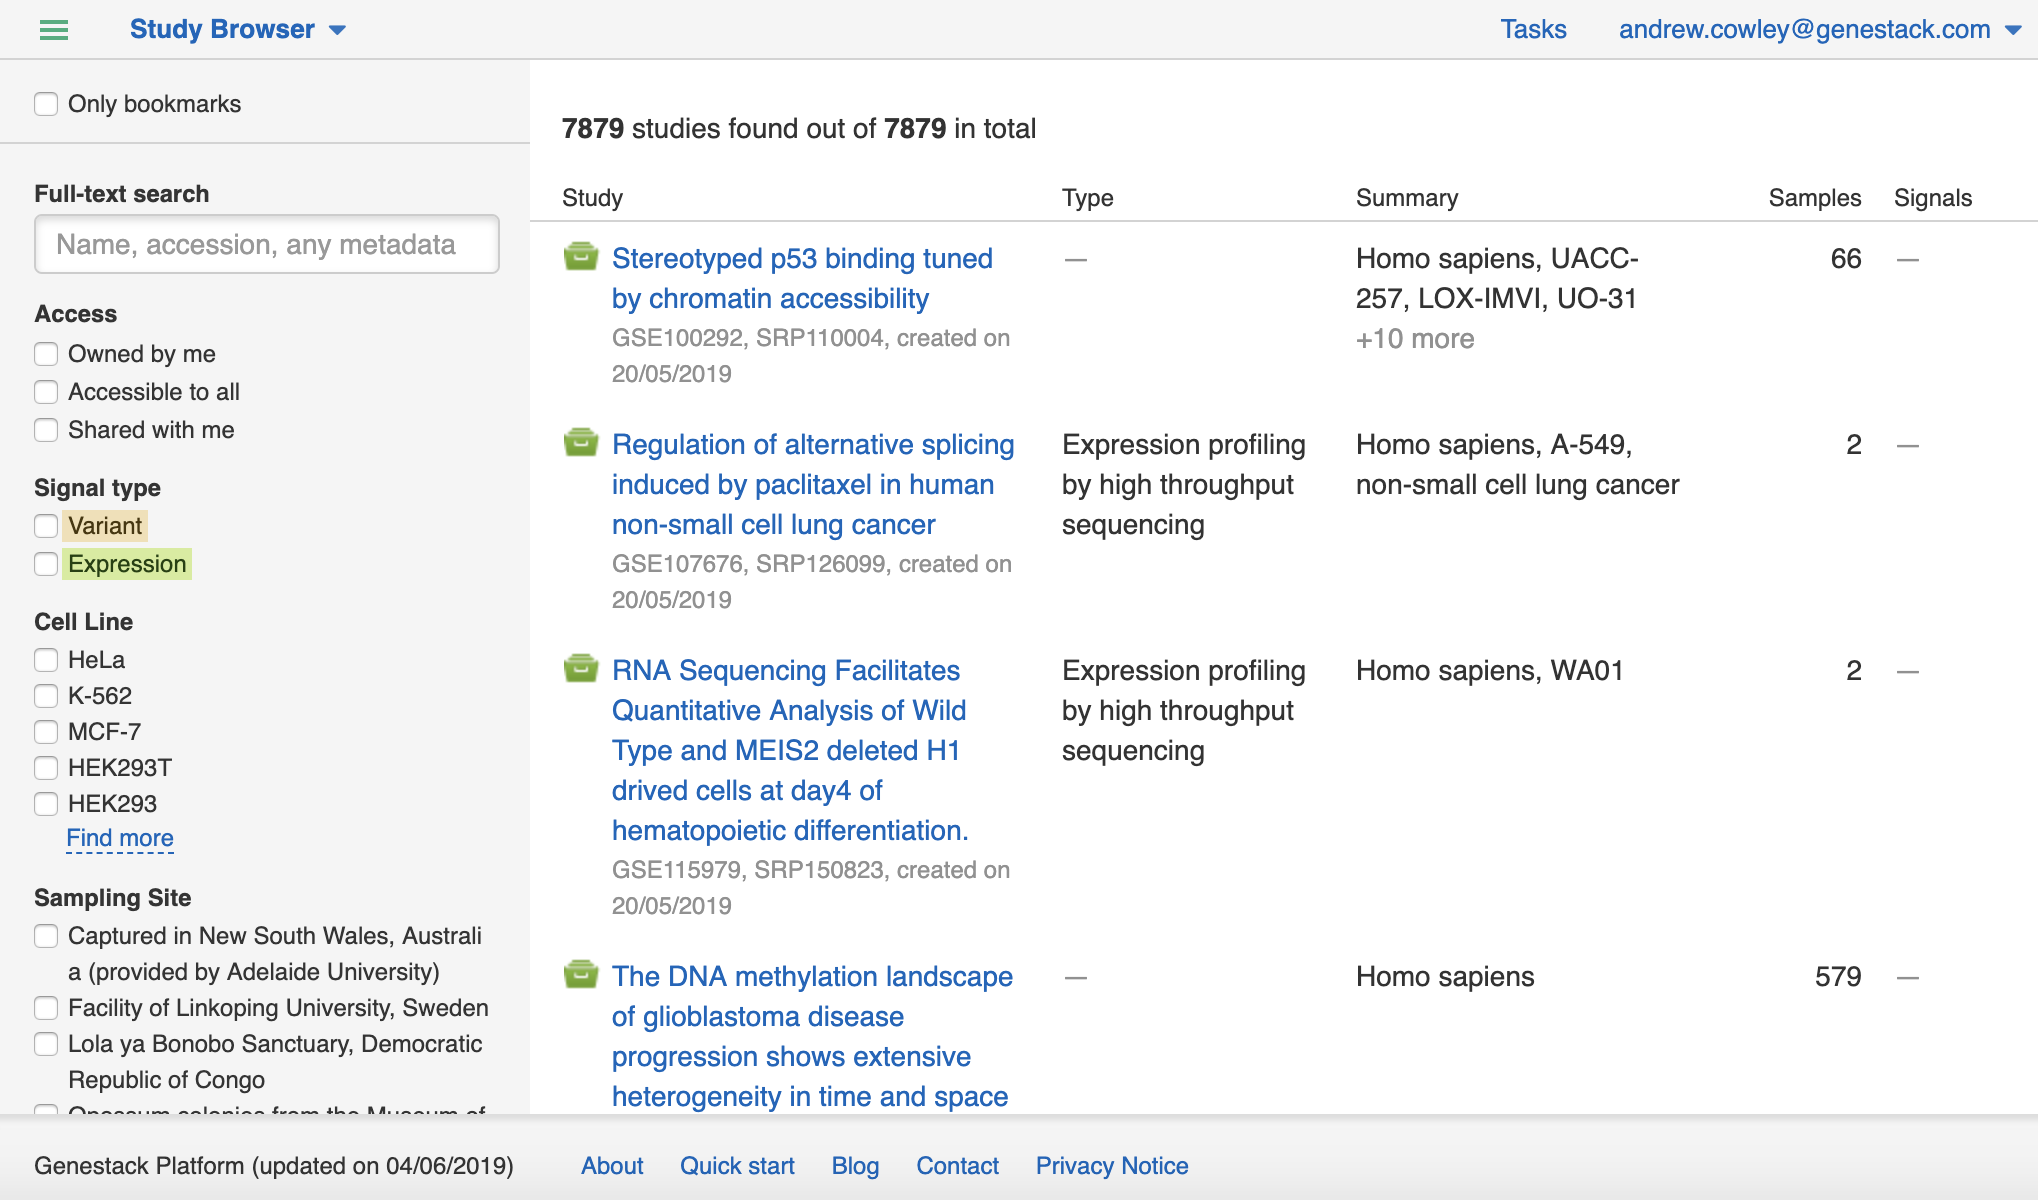 Study Browser
Tasks
andrew.cowley@genestack.com
Only bookmarks
Full-text search
Name, accession, any metadata
Access
Owned by me
Accessible to all
Shared with me
Signal type
Variant
Expression
Cell Line
HeLa
K-562
MCF-7
HEK293T
HEK293
Find more
Sampling Site
Captured in New South Wales, Australi
a (provided by Adelaide University)
Facility of Linkoping University, Sweden
Lola ya Bonobo Sanctuary, Democratic
Republic of Congo
Opossum colonies from the Museum of
7879 studies found out of 7879 in total
Study Type Summary Samples Signals
Stereotyped p53 binding tuned
by chromatin accessibility
GSE100292, SRP110004, created on
20/05/2019
—
Homo sapiens, UACC-
257, LOX-IMVI, UO-31
+10 more
66
—
Regulation of alternative splicing
induced by paclitaxel in human
non-small cell lung cancer
GSE107676, SRP126099, created on
20/05/2019
Expression profiling
by high throughput
sequencing
Homo sapiens, A-549,
non-small cell lung cancer
2
—
RNA Sequencing Facilitates
Quantitative Analysis of Wild
Type and MEIS2 deleted H1
drived cells at day4 of
hematopoietic differentiation.
GSE115979, SRP150823, created on
20/05/2019
Expression profiling
by high throughput
sequencing
Homo sapiens, WA01
2
—
The DNA methylation landscape
of glioblastoma disease
progression shows extensive
heterogeneity in time and space
—
Homo sapiens
579
—
Genestack Platform (updated on 04/06/2019)
About
Quick start
Blog
Contact
Privacy Notice